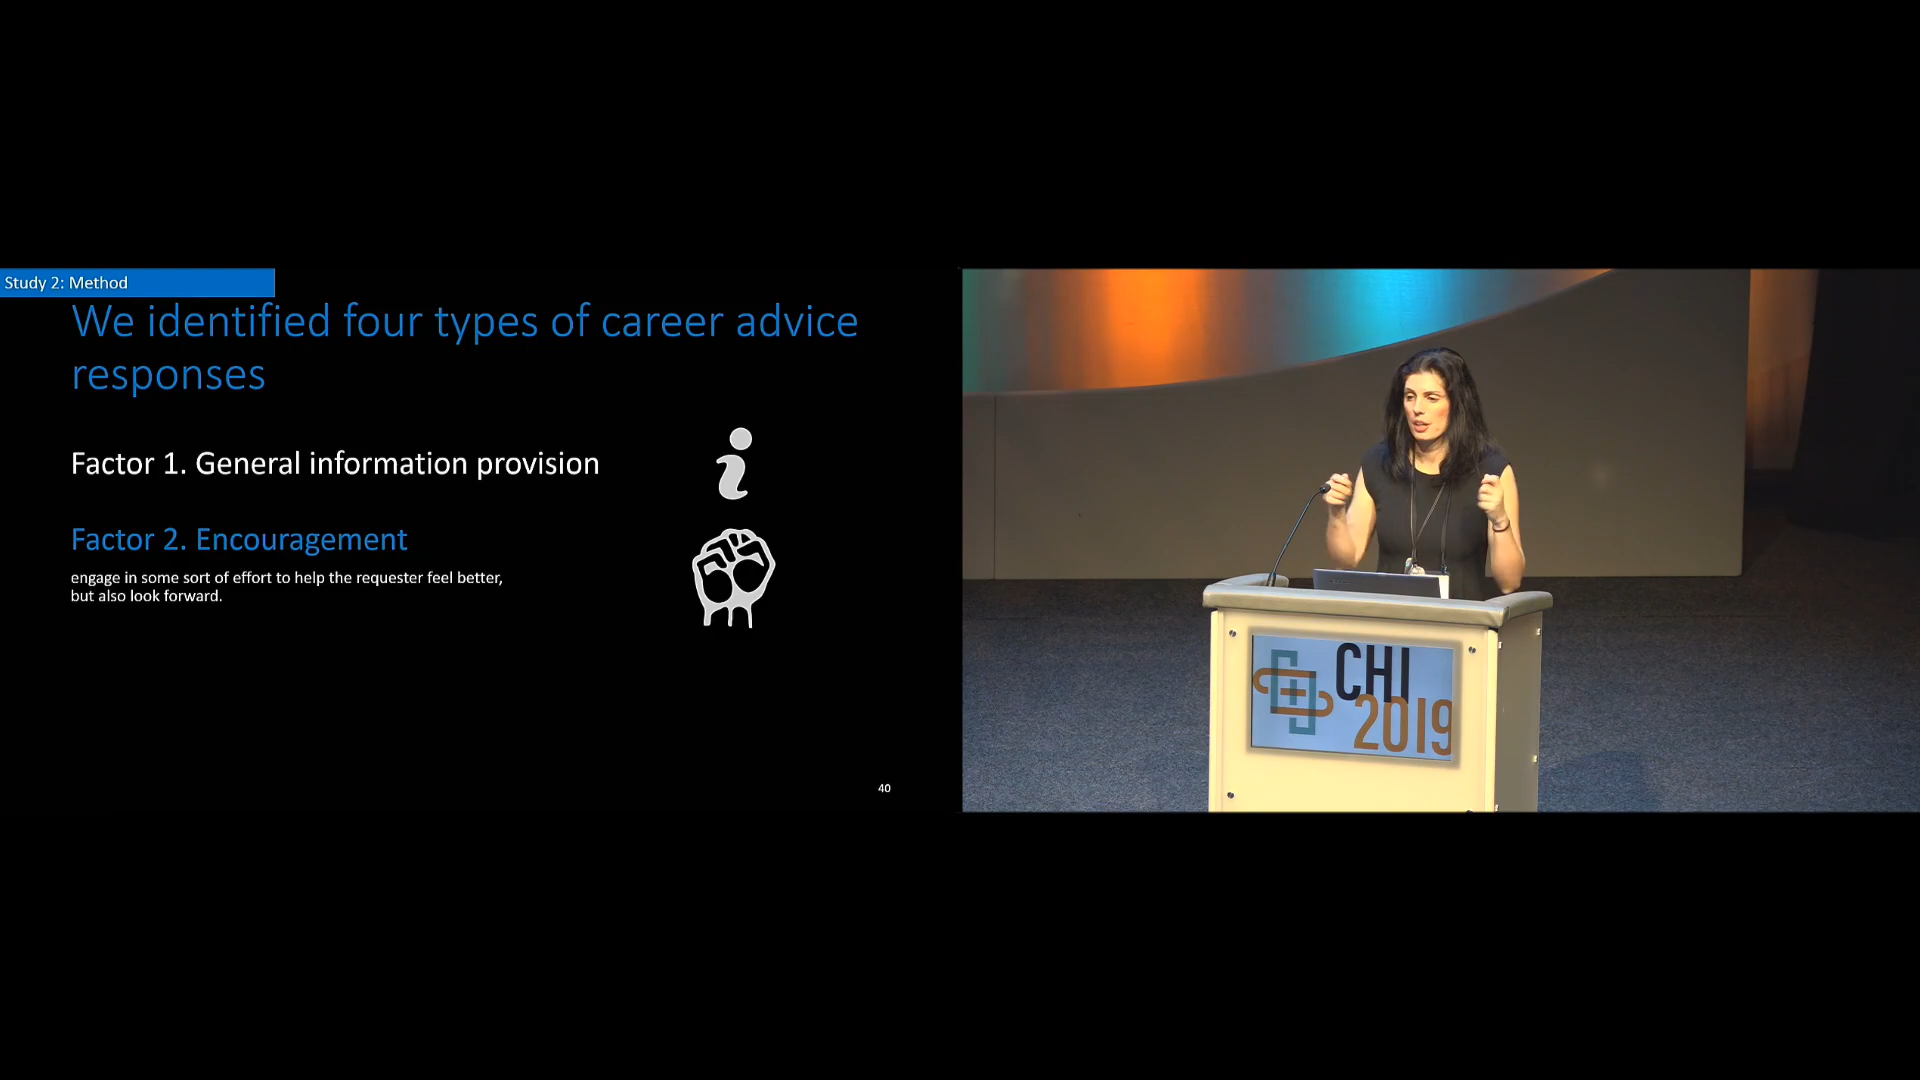 Study 2: Method
We identified four types of career advice
responses
Factor 1. General information provision
Factor 2. Encouragement
engage in some sort of effort to help the requester feel better,
but also look forward.
40
CHI
2019